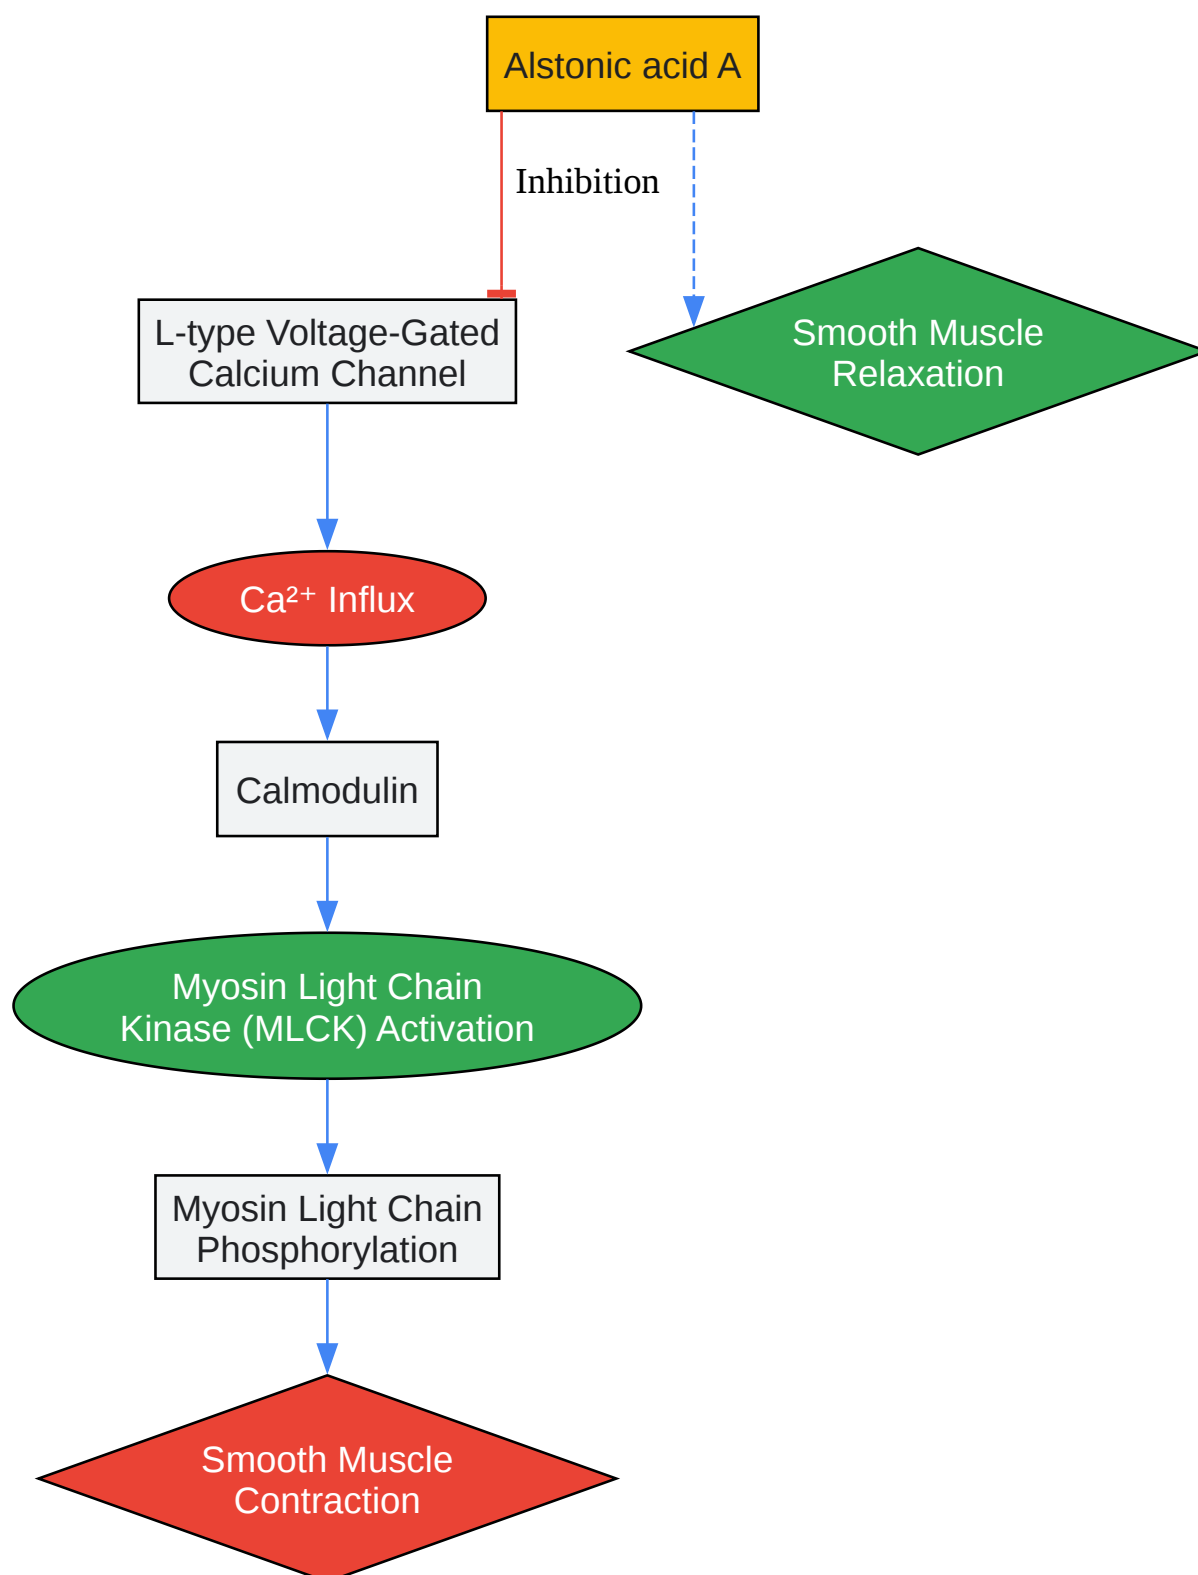 Alstonic acid A
Inhibition
L-type Voltage-Gated
Calcium Channel
Smooth Muscle
Relaxation
Ca²⁺ Influx
Calmodulin
Myosin Light Chain
Kinase (MLCK) Activation
Myosin Light Chain
Phosphorylation
Smooth Muscle
Contraction